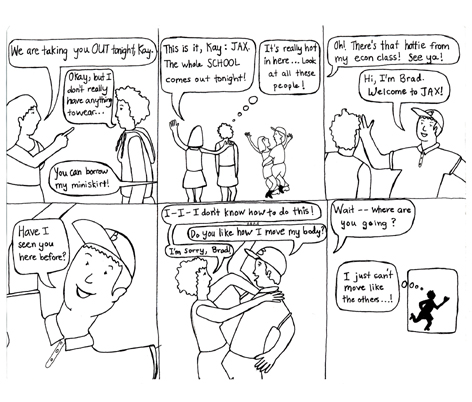 We are taking you OUT tonight, Kay.
Okay, but I
don't really
have anything
to wear...
You can borrow
my miniskirt!
This is it, Kay: JAX.
The whole SCHOOL
comes out tonight!
It's really hot
in here... Look
at all these
people!
Oh! There's that hottie from
my econ class! See ya!
Hi, I'm Brad.
Welcome to JAX!
Have I
seen you
here before?
I-I-I don't know how to do this!
Do you like how I move my body?
I'm sorry, Brad!
Wait -- where are
you going?
I just can't
move like
the others...!